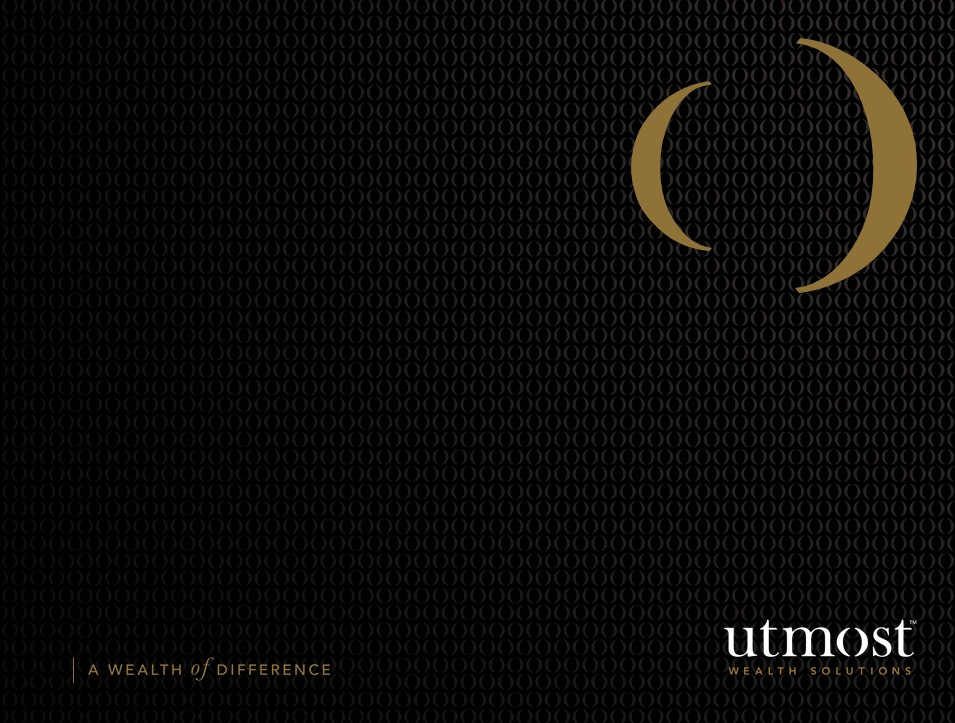 A WEALTH of DIFFERENCE
utmost™
WEALTH SOLUTIONS